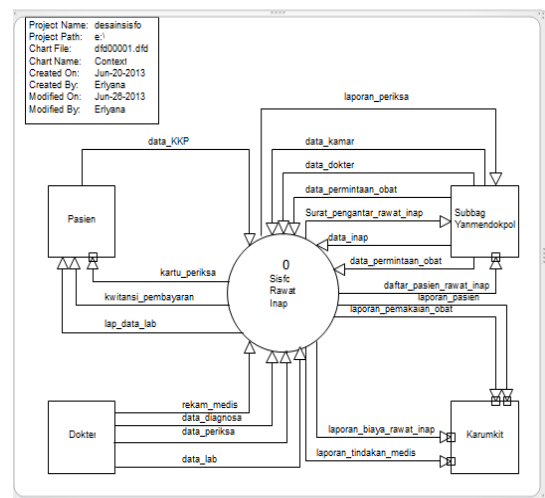 Project Name: desainsisfo
Project Path: e:\
Chart File: dfd00001.dfd
Chart Name: Context
Created On: Jun-20-2013
Created By: Erlyana
Modified On: Jun-26-2013
Modified By: Erlyana
laporan_periksa
data_KKP
data_kamar
data_dokter
data_permintaan_obat
Surat_pengantar_rawat_inap
Pasien
Subbag
Yanmendokpol
data_inap
data_permintaan_obat
0
Sisfc
Rawat
Inap
kartu_periksa
daftar_pasien_rawat_inap
kwitansi_pembayaran
laporan_pasien
laporan_pemakaian_obat
lap_data_lab
rekam_medis
data_diagnosa
data_periksa
Dokter
laporan_biaya_rawat_inap
Karumkit
laporan_tindakan_medis
data_lab